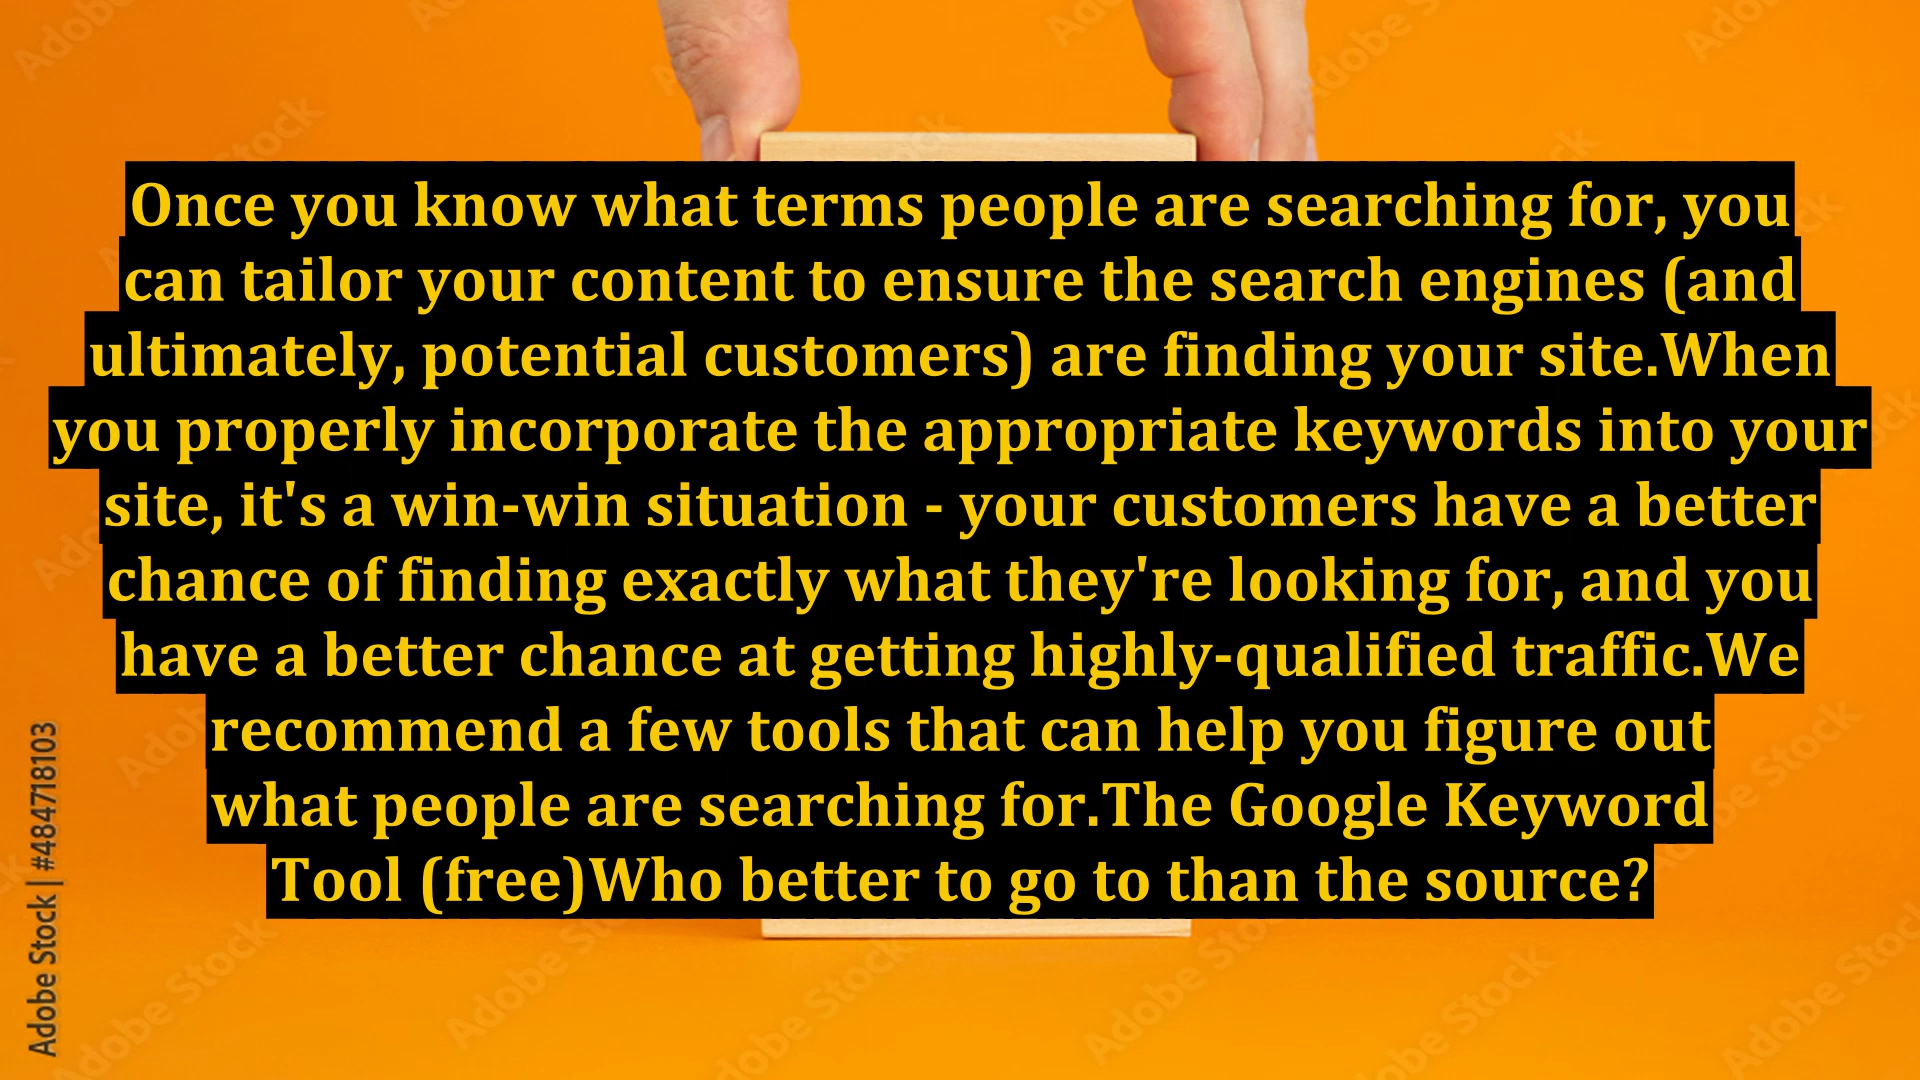 Once you know what terms people are searching for, you
can tailor your content to ensure the search engines (and
ultimately, potential customers) are finding your site.When
you properly incorporate the appropriate keywords into your
site, it's a win-win situation - your customers have a better
chance of finding exactly what they're looking for, and you
have a better chance at getting highly-qualified traffic.We
recommend a few tools that can help you figure out
what people are searching for.The Google Keyword
Tool (free)Who better to go to than the source?
Adobe Stock | #484718103